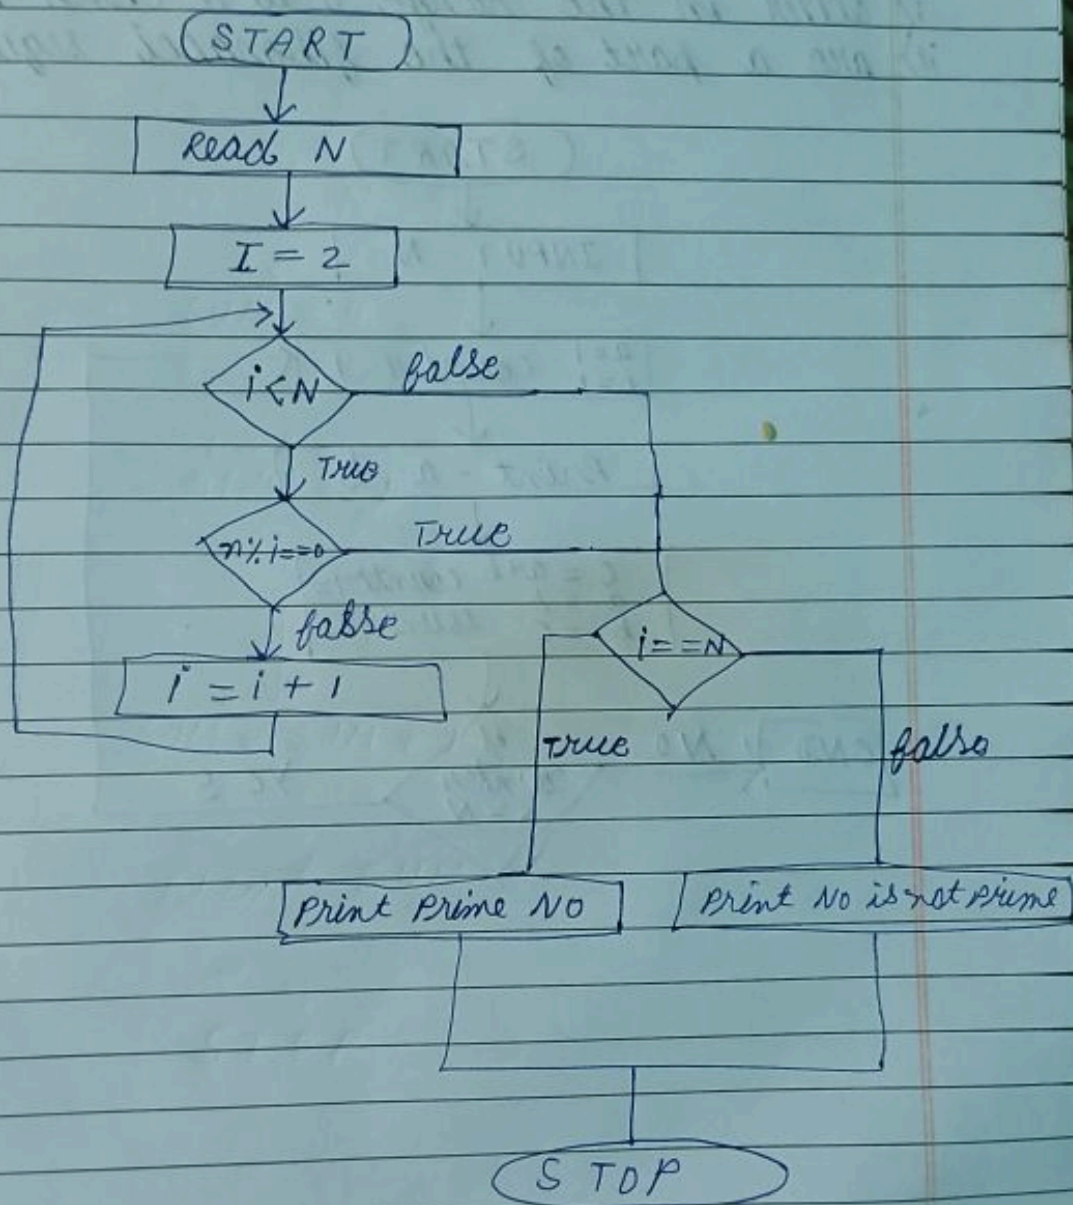 START
Read N
I = 2
i<N
false
True
n%i==0
True
false
i = i + 1
i==N
True
false
Print Prime NO
Print No is not prime
STOP